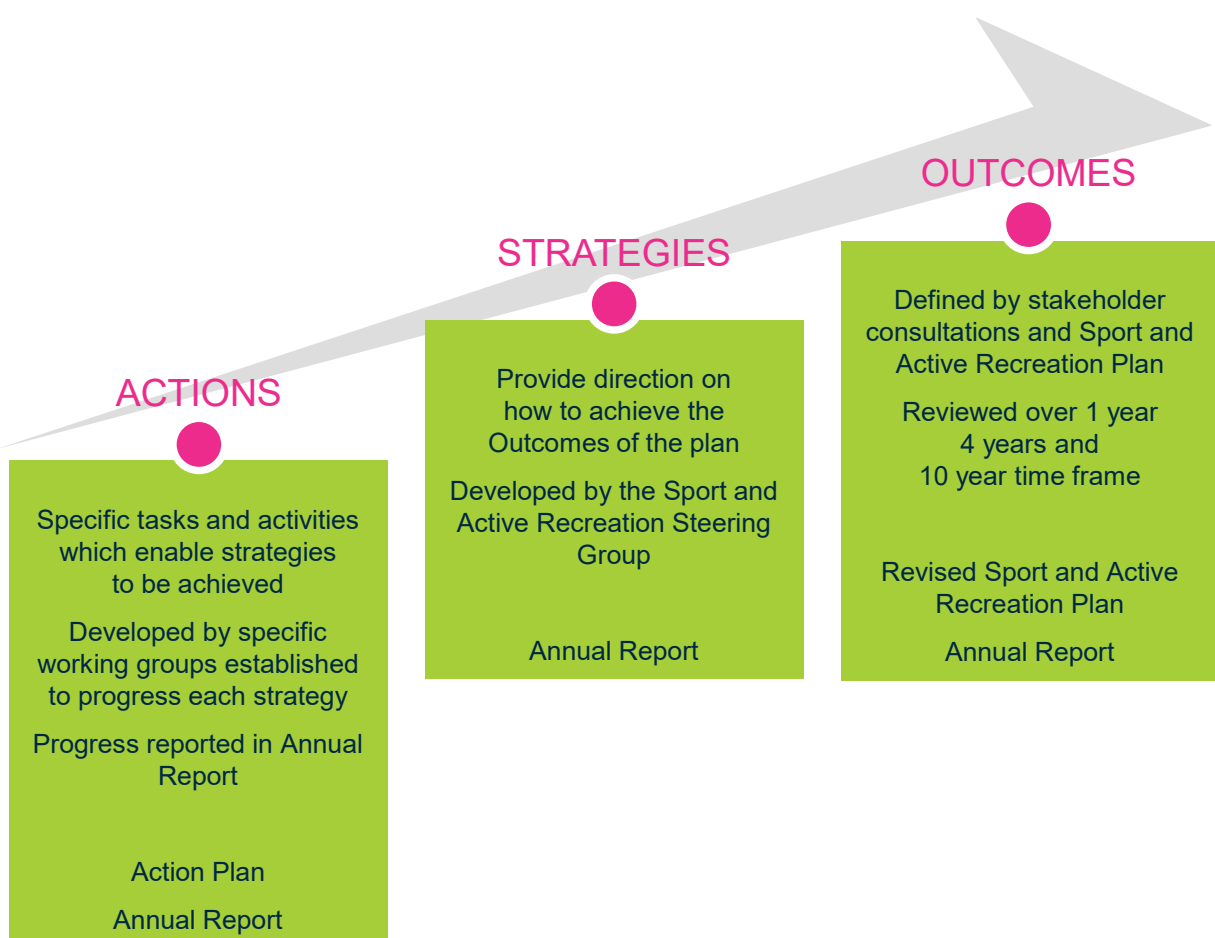 ACTIONS
Specific tasks and activities
which enable strategies
to be achieved
Developed by specific
working groups established
to progress each strategy
Progress reported in Annual
Report
Action Plan
Annual Report
STRATEGIES
Provide direction on
how to achieve the
Outcomes of the plan
Developed by the Sport and
Active Recreation Steering
Group
Annual Report
OUTCOMES
Defined by stakeholder
consultations and Sport and
Active Recreation Plan
Reviewed over 1 year
4 years and
10 year time frame
Revised Sport and Active
Recreation Plan
Annual Report